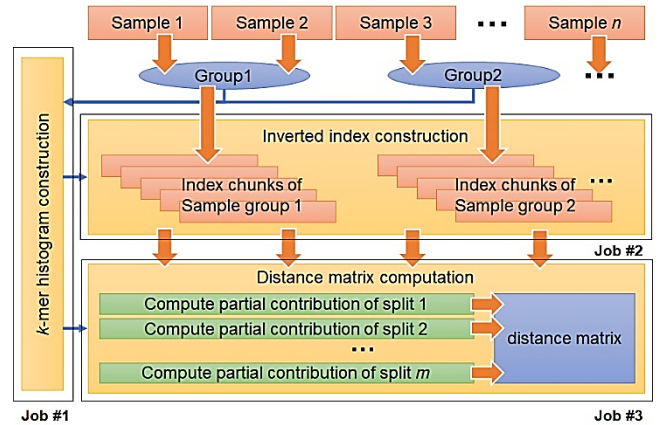 Sample 1
Sample 2
Sample 3
...
Sample n
Group1
Group2
...
k-mer histogram construction
Inverted index construction
Index chunks of
Sample group 1
Index chunks of
Sample group 2
...
Job #2
Distance matrix computation
Compute partial contribution of split 1
Compute partial contribution of split 2
...
Compute partial contribution of split m
distance matrix
Job #1
Job #3